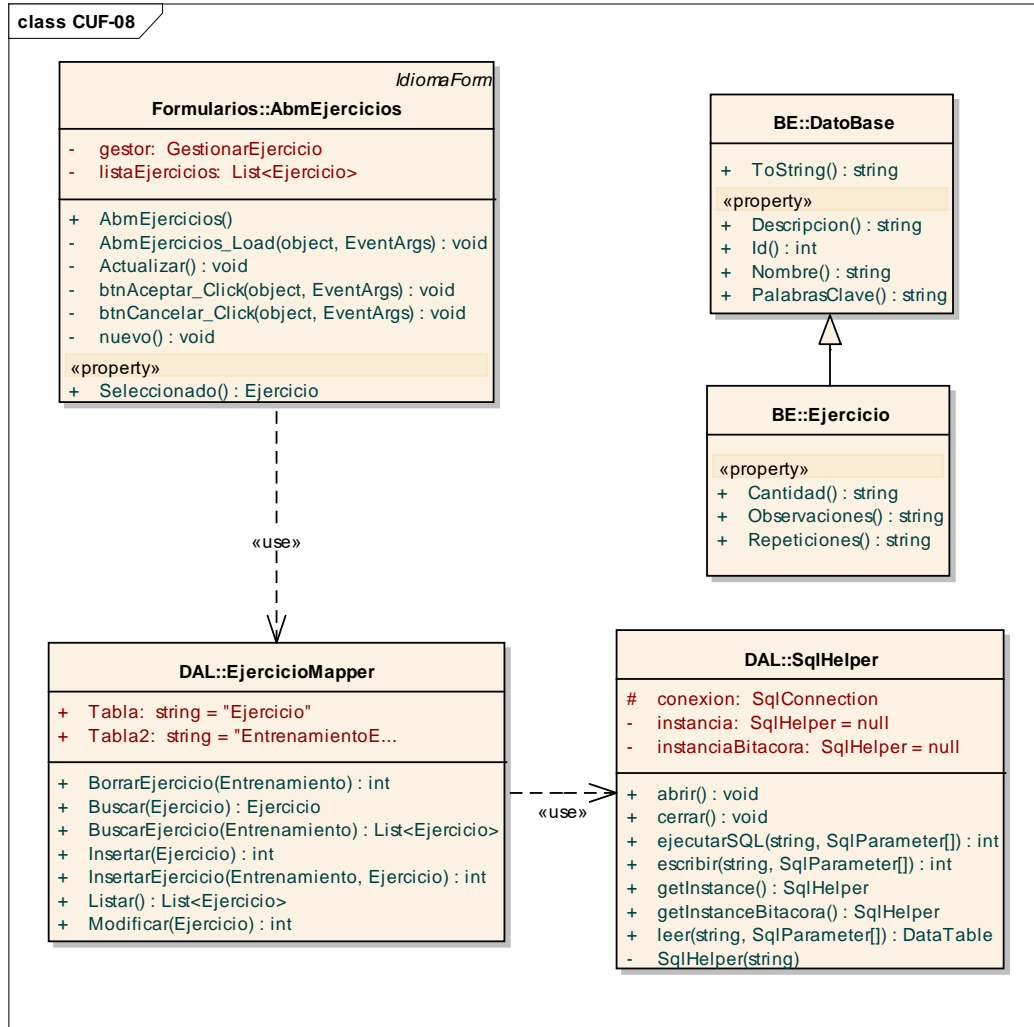 class CUF-08
IdiomaForm
Formularios::AbmEjercicios
- gestor: GestionarEjercicio
- listaEjercicios: List<Ejercicio>
+ AbmEjercicios()
- AbmEjercicios_Load(object, EventArgs) : void
- Actualizar() : void
- btnAceptar_Click(object, EventArgs) : void
- btnCancelar_Click(object, EventArgs) : void
- nuevo() : void
«property»
+ Seleccionado() : Ejercicio
BE::DatoBase
+ ToString() : string
«property»
+ Descripcion() : string
+ Id() : int
+ Nombre() : string
+ PalabrasClave() : string
BE::Ejercicio
«property»
+ Cantidad() : string
+ Observaciones() : string
+ Repeticiones() : string
«use»
DAL::EjercicioMapper
+ Tabla: string = "Ejercicio"
+ Tabla2: string = "EntrenamientoE...
+ BorrarEjercicio(Entrenamiento) : int
+ Buscar(Ejercicio) : Ejercicio
+ BuscarEjercicio(Entrenamiento) : List<Ejercicio>
+ Insertar(Ejercicio) : int
+ InsertarEjercicio(Entrenamiento, Ejercicio) : int
+ Listar() : List<Ejercicio>
+ Modificar(Ejercicio) : int
«use»
DAL::SqlHelper
# conexion: SqlConnection
- instancia: SqlHelper = null
- instanciaBitacora: SqlHelper = null
+ abrir() : void
+ cerrar() : void
+ ejecutarSQL(string, SqlParameter[]) : int
+ escribir(string, SqlParameter[]) : int
+ getInstance() : SqlHelper
+ getInstanceBitacora() : SqlHelper
+ leer(string, SqlParameter[]) : DataTable
- SqlHelper(string)